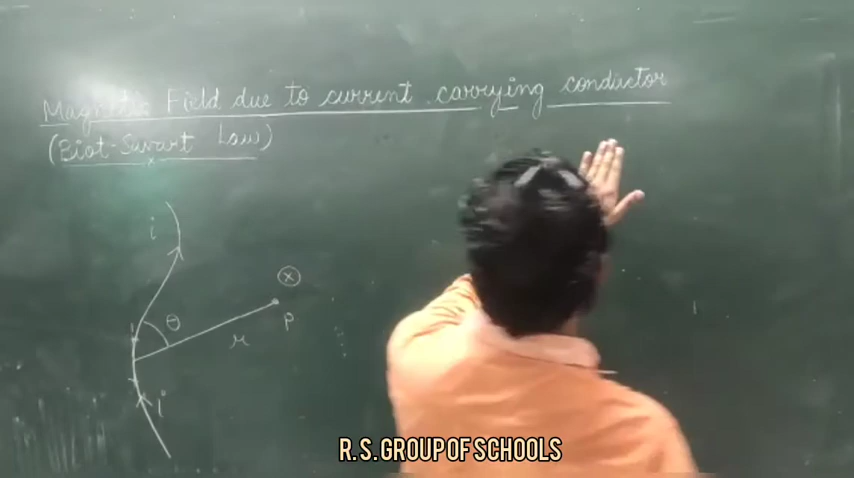 Magnetic Field due to current carrying conductor
(Biot-Savart Law)
i
θ
r
P
i
R. S. GROUP OF SCHOOLS